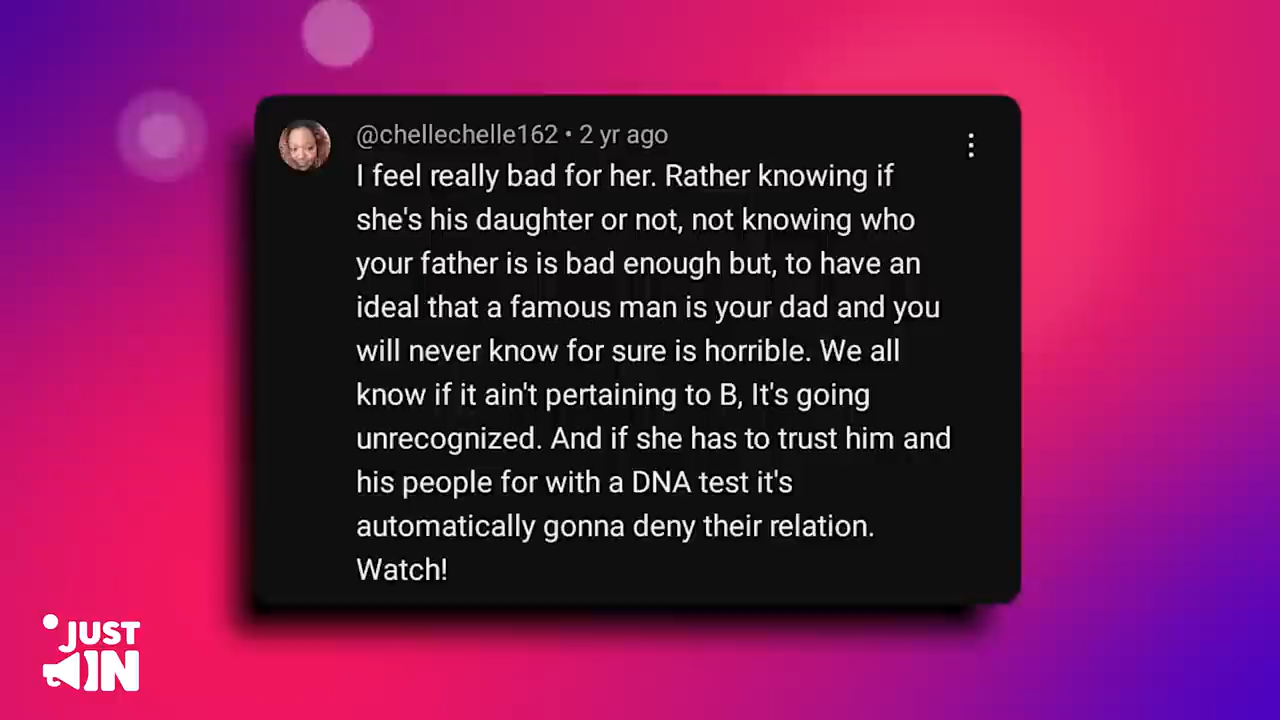 @chellechelle162 • 2 yr ago
I feel really bad for her. Rather knowing if
she's his daughter or not, not knowing who
your father is is bad enough but, to have an
ideal that a famous man is your dad and you
will never know for sure is horrible. We all
know if it ain't pertaining to B, It's going
unrecognized. And if she has to trust him and
his people for with a DNA test it's
automatically gonna deny their relation.
Watch!
JUST
IN